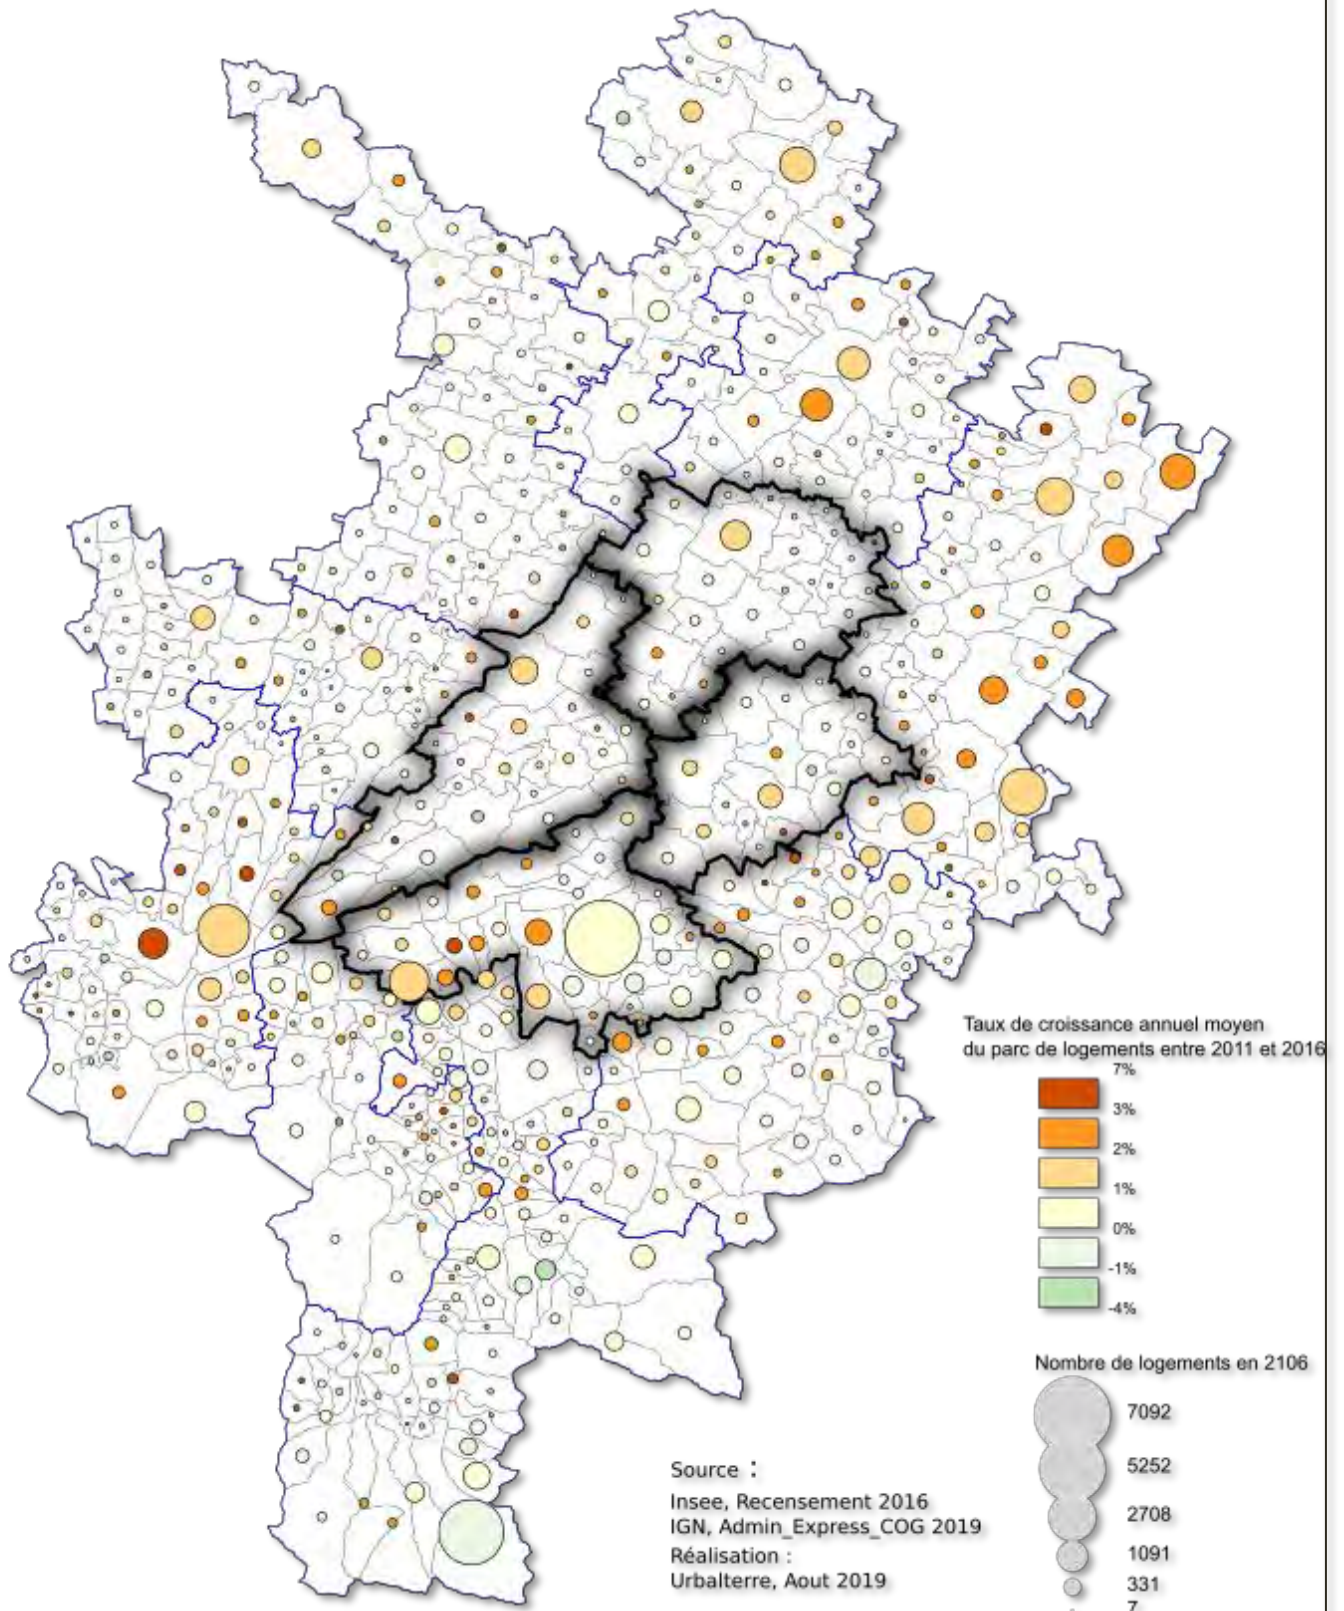 Taux de croissance annuel moyen
du parc de logements entre 2011 et 2016
7%
3%
2%
1%
0%
-1%
-4%
Nombre de logements en 2106
7092
5252
2708
1091
331
7
Source :
Insee, Recensement 2016
IGN, Admin_Express_COG 2019
Réalisation :
Urbalterre, Aout 2019